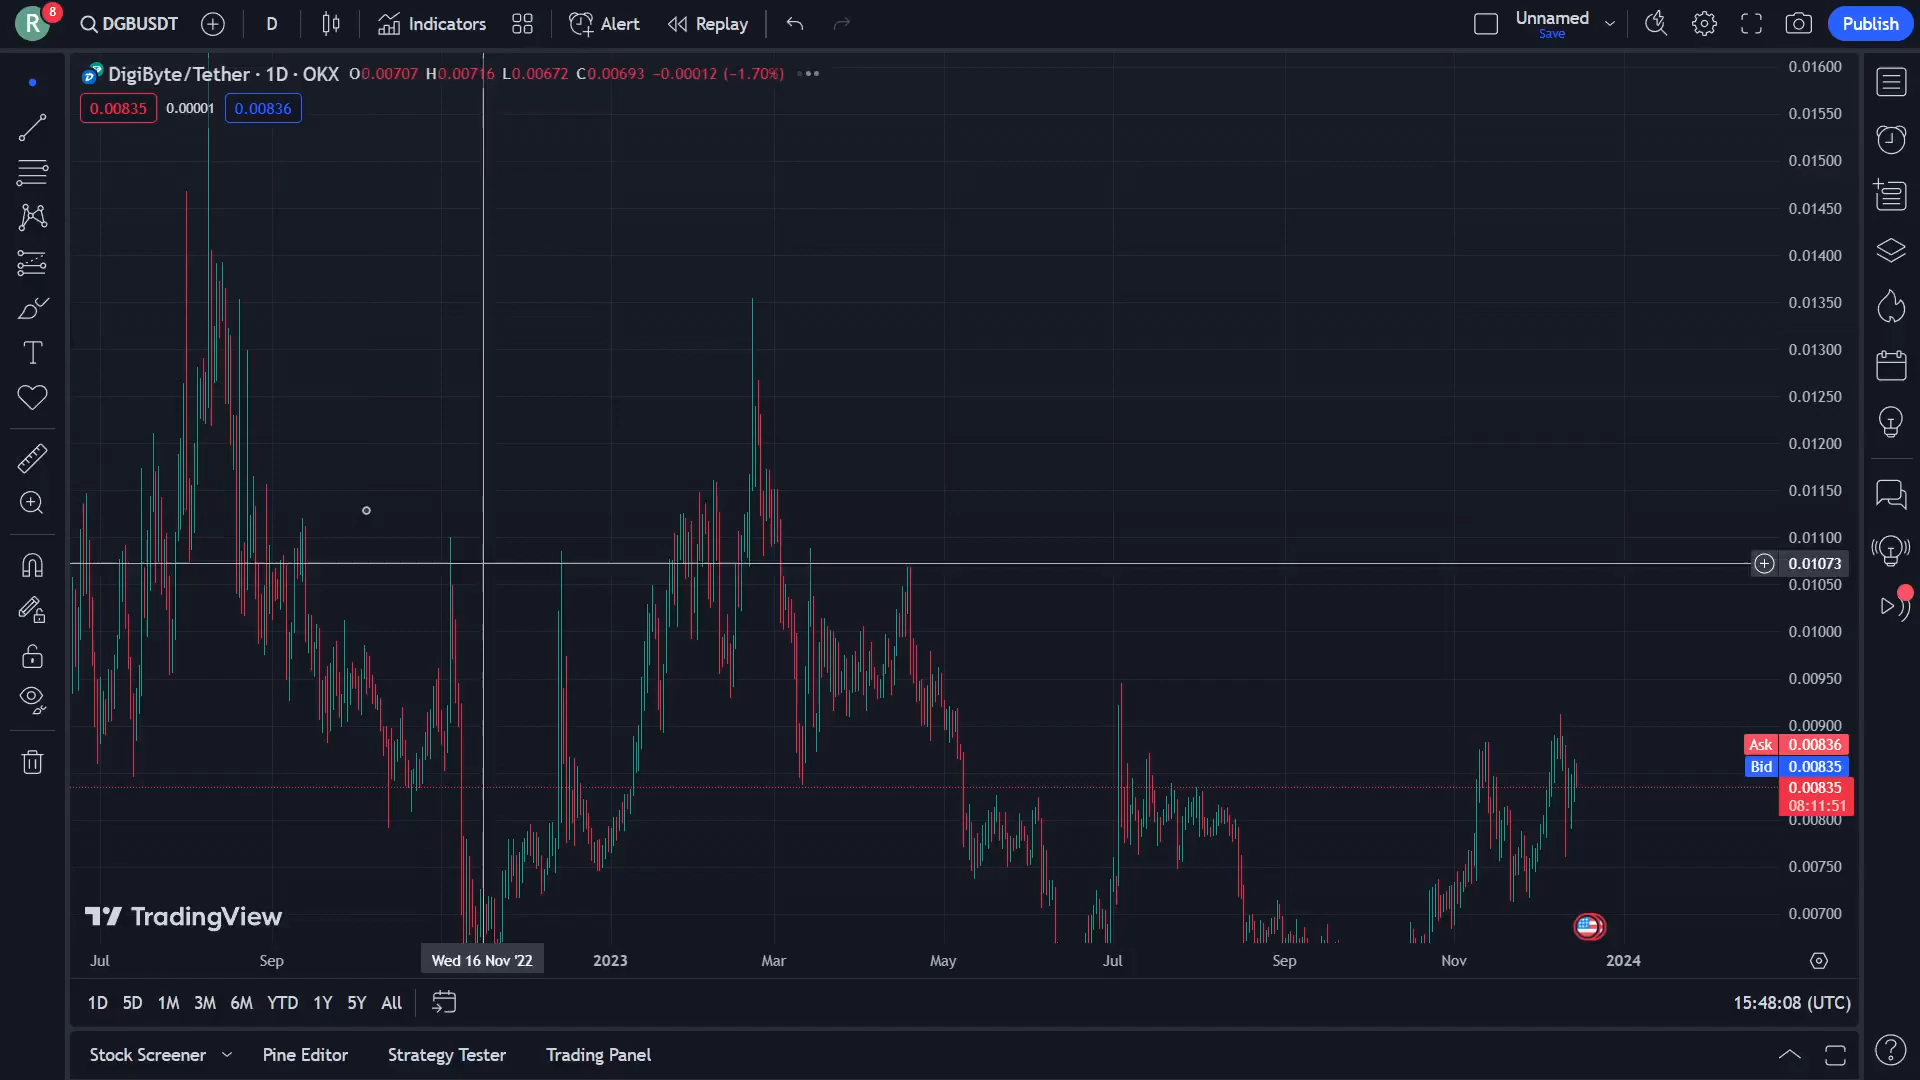 R 8 DGBUSDT D Indicators Alert Replay Unnamed Save Publish
DigiByte/Tether · 1D · OKX O0.00707 H0.00716 L0.00672 C0.00693 −0.00012 (−1.70%)
0.00835 0.00001 0.00836
0.01600
0.01550
0.01500
0.01450
0.01400
0.01350
0.01300
0.01250
0.01200
0.01150
0.01100
0.01073
0.01050
0.01000
0.00950
0.00900
Ask 0.00836
Bid 0.00835
0.00835
08:11:51
0.00800
0.00750
0.00700
TradingView
Jul Sep Wed 16 Nov '22 2023 Mar May Jul Sep Nov 2024
1D 5D 1M 3M 6M YTD 1Y 5Y All 15:48:08 (UTC)
Stock Screener Pine Editor Strategy Tester Trading Panel